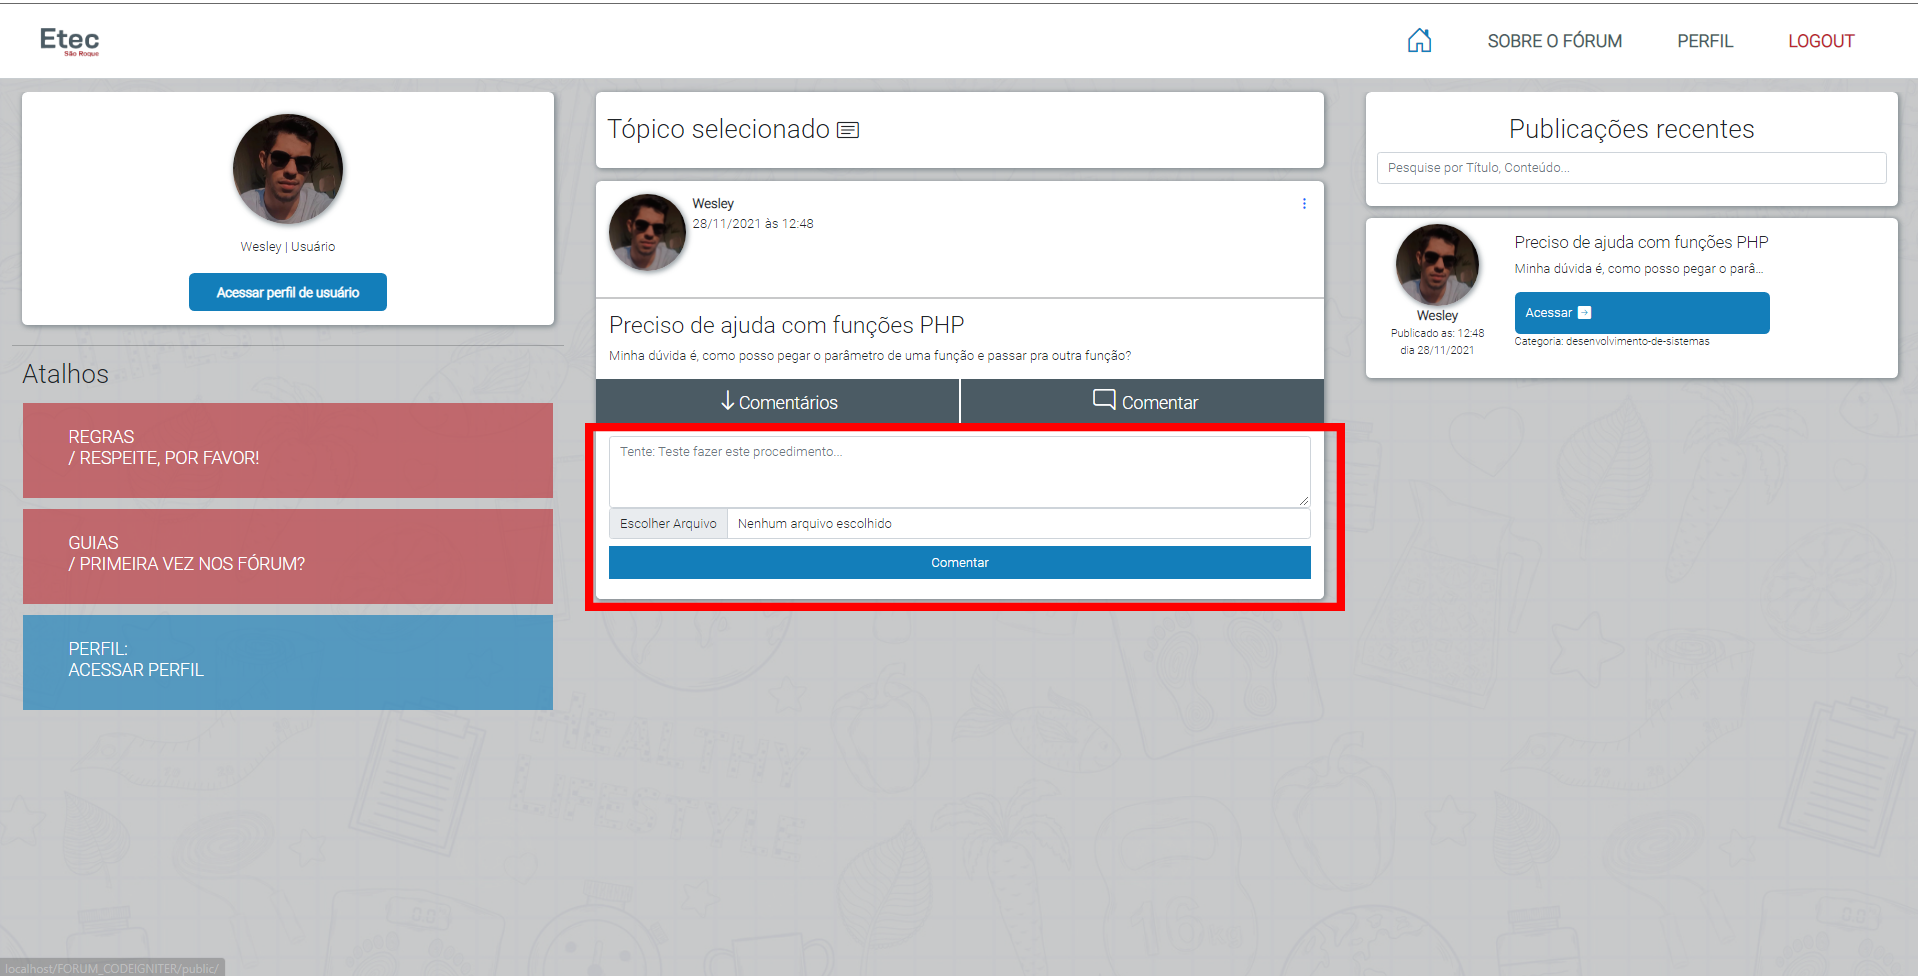 Etec
São Roque
SOBRE O FÓRUM
PERFIL
LOGOUT
Wesley | Usuário
Acessar perfil de usuário
Atalhos
REGRAS
/ RESPEITE, POR FAVOR!
GUIAS
/ PRIMEIRA VEZ NOS FÓRUM?
PERFIL:
ACESSAR PERFIL
Tópico selecionado
Wesley
28/11/2021 às 12:48
Preciso de ajuda com funções PHP
Minha dúvida é, como posso pegar o parâmetro de uma função e passar pra outra função?
Comentários
Comentar
Tente: Teste fazer este procedimento...
Escolher Arquivo
Nenhum arquivo escolhido
Comentar
Publicações recentes
Pesquise por Título, Conteúdo...
Wesley
Publicado as: 12:48
dia 28/11/2021
Preciso de ajuda com funções PHP
Minha dúvida é, como posso pegar o parâ...
Acessar
Categoria: desenvolvimento-de-sistemas
HEALTHY
LIFESTYLE
localhost/FORUM_CODEIGNITER/public/